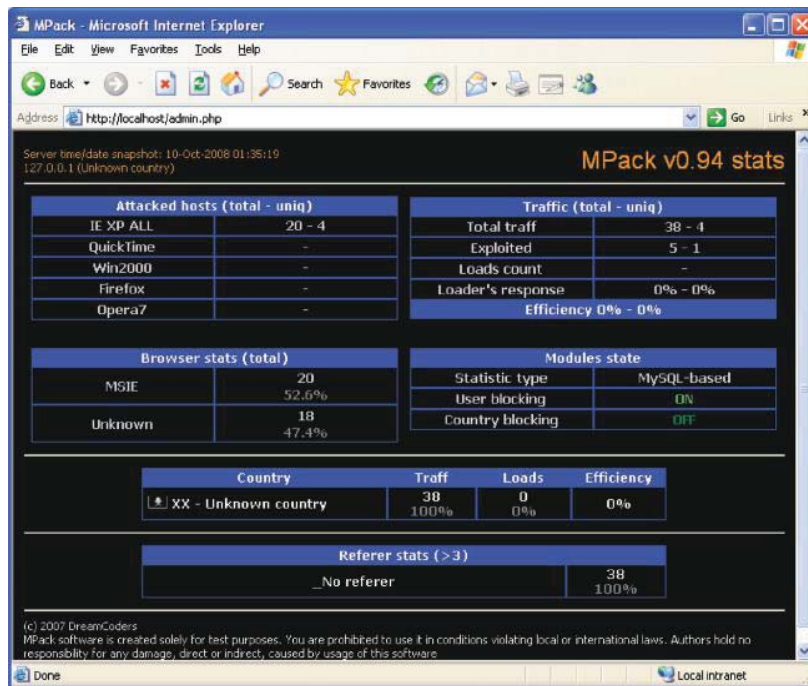 MPack - Microsoft Internet Explorer
File Edit View Favorites Tools Help
Back Search Favorites
Address http://localhost/admin.php Go Links
Server time/date snapshot: 10-Oct-2008 01:35:19
127.0.0.1 (Unknown country)
MPack v0.94 stats
Attacked hosts (total - uniq)
IE XP ALL 20 - 4
QuickTime -
Win2000 -
Firefox -
Opera7 -
Traffic (total - uniq)
Total traff 38 - 4
Exploited 5 - 1
Loads count -
Loader's response 0% - 0%
Efficiency 0% - 0%
Browser stats (total)
MSIE 20
52.6%
Unknown 18
47.4%
Modules state
Statistic type MySQL-based
User blocking ON
Country blocking OFF
Country Traff Loads Efficiency
XX - Unknown country 38 0 0%
100% 0%
Referer stats (>3)
_No referer 38
100%
(c) 2007 DreamCoders
MPack software is created solely for test purposes. You are prohibited to use it in conditions violating local or international laws. Authors hold no
responsbility for any damage, direct or indirect, caused by usage of this software
Done Local intranet